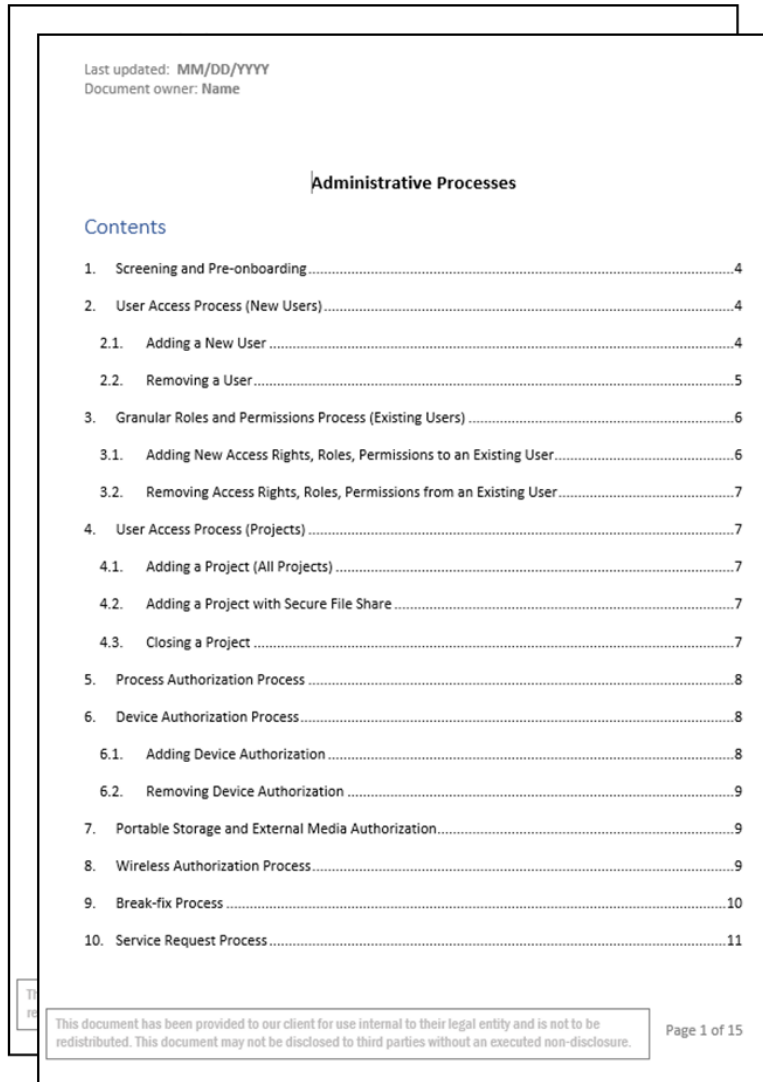 Last updated: MM/DD/YYYY
Document owner: Name
Administrative Processes
Contents
1. Screening and Pre-onboarding 4
2. User Access Process (New Users) 4
2.1. Adding a New User 4
2.2. Removing a User 5
3. Granular Roles and Permissions Process (Existing Users) 6
3.1. Adding New Access Rights, Roles, Permissions to an Existing User 6
3.2. Removing Access Rights, Roles, Permissions from an Existing User 7
4. User Access Process (Projects) 7
4.1. Adding a Project (All Projects) 7
4.2. Adding a Project with Secure File Share 7
4.3. Closing a Project 7
5. Process Authorization Process 8
6. Device Authorization Process 8
6.1. Adding Device Authorization 8
6.2. Removing Device Authorization 9
7. Portable Storage and External Media Authorization 9
8. Wireless Authorization Process 9
9. Break-fix Process 10
10. Service Request Process 11
This document has been provided to our client for use internal to their legal entity and is not to be
redistributed. This document may not be disclosed to third parties without an executed non-disclosure.
Page 1 of 15